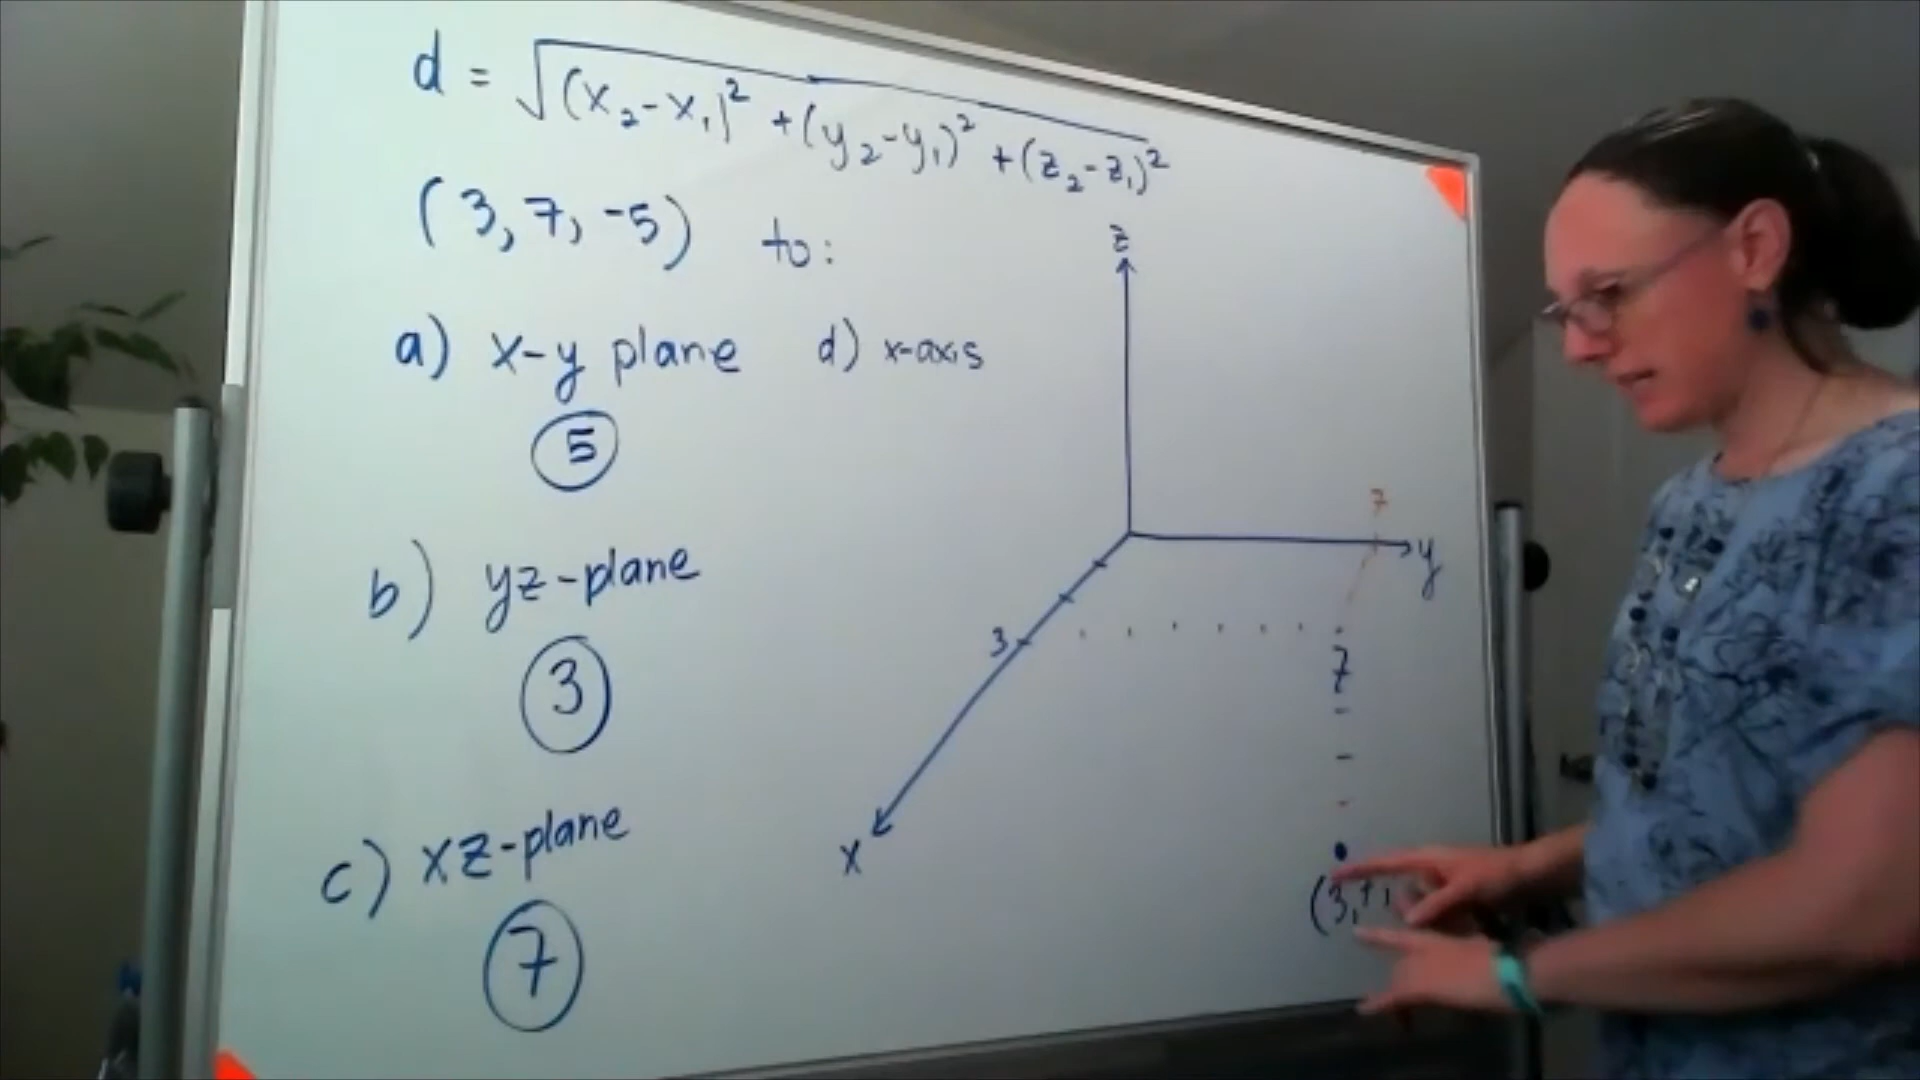 d = √(x₂-x₁)² + (y₂-y₁)² + (z₂-z₁)²
(3, 7, -5) to:
a) x-y plane
5
d) x-axis
b) yz-plane
3
c) xz-plane
7
z
7
y
3
7
x
(3,